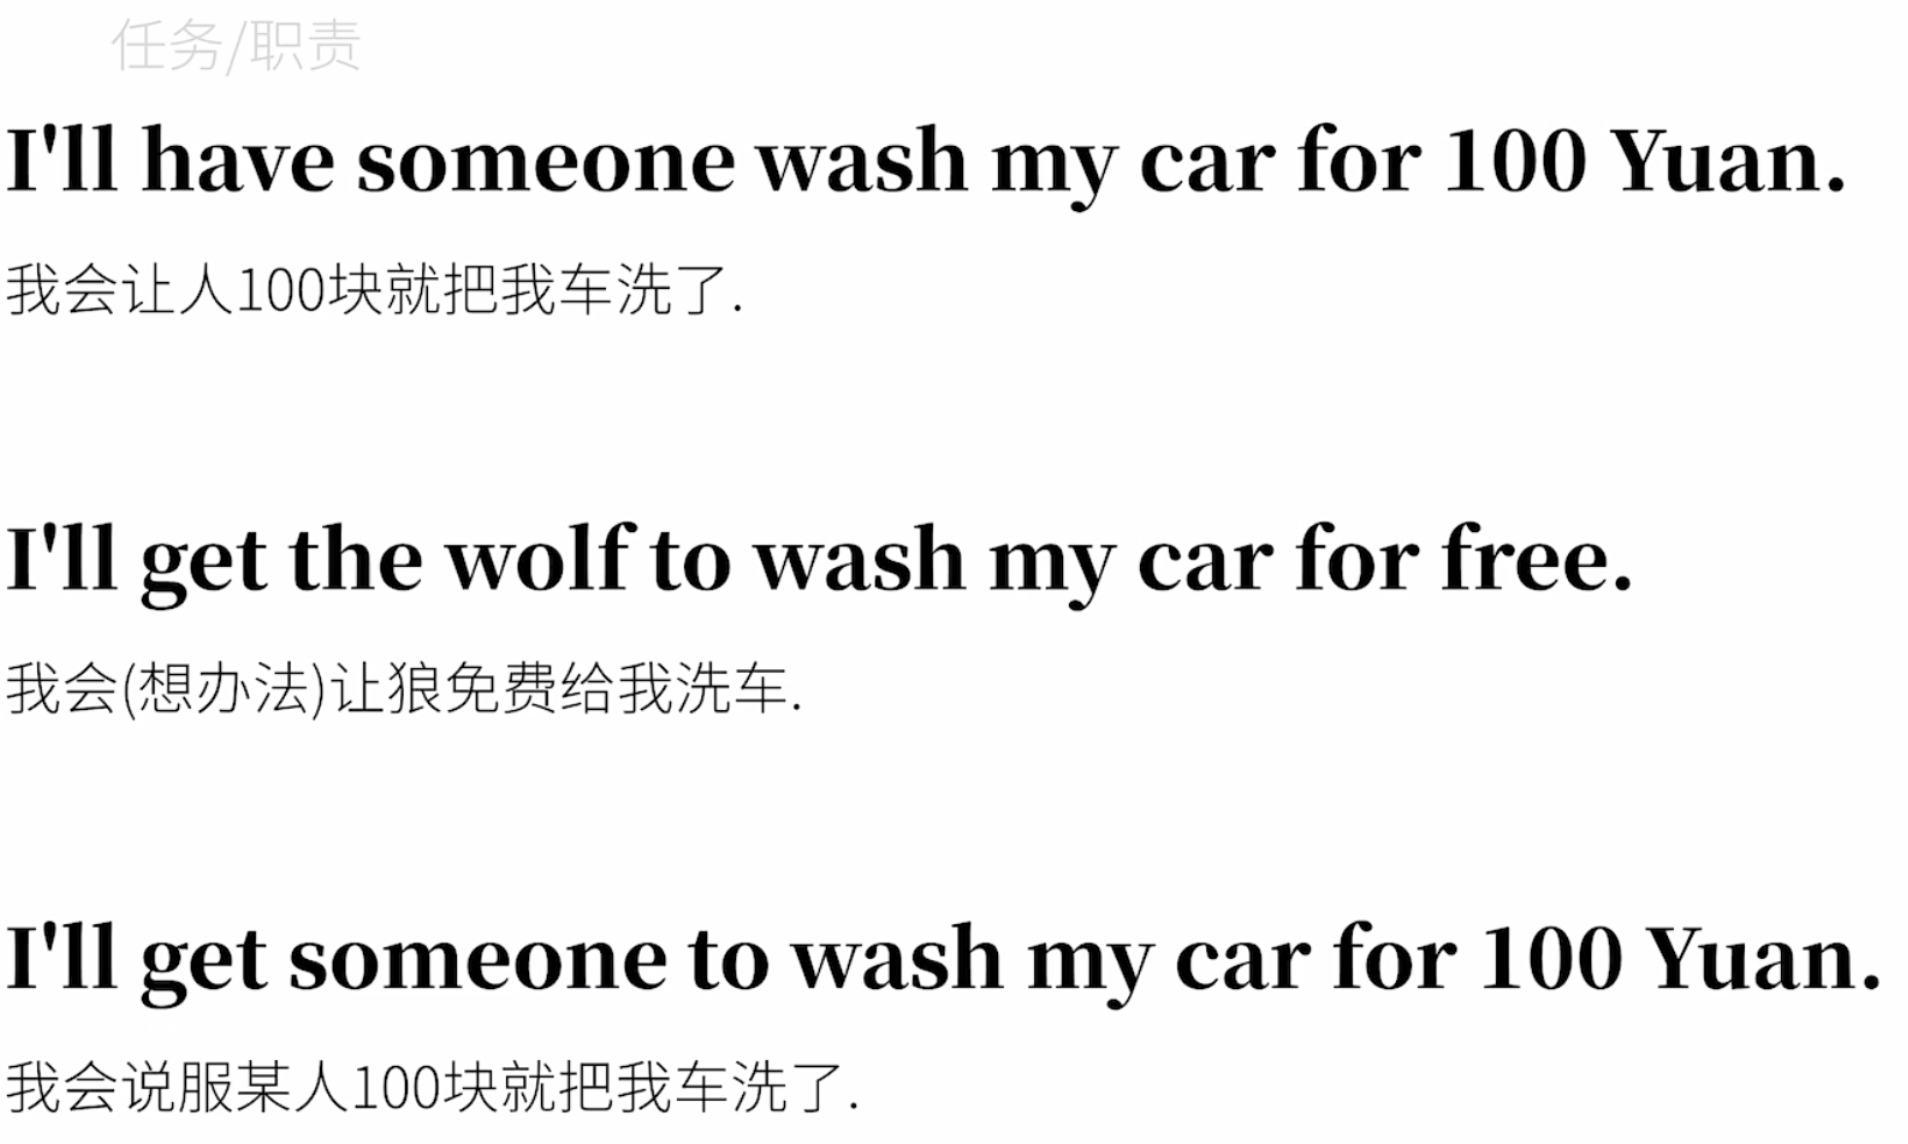 任务/职责
I'll have someone wash my car for 100 Yuan.
我会让人100块就把我车洗了.
I'll get the wolf to wash my car for free.
我会(想办法)让狼免费给我洗车.
I'll get someone to wash my car for 100 Yuan.
我会说服某人100块就把我车洗了.